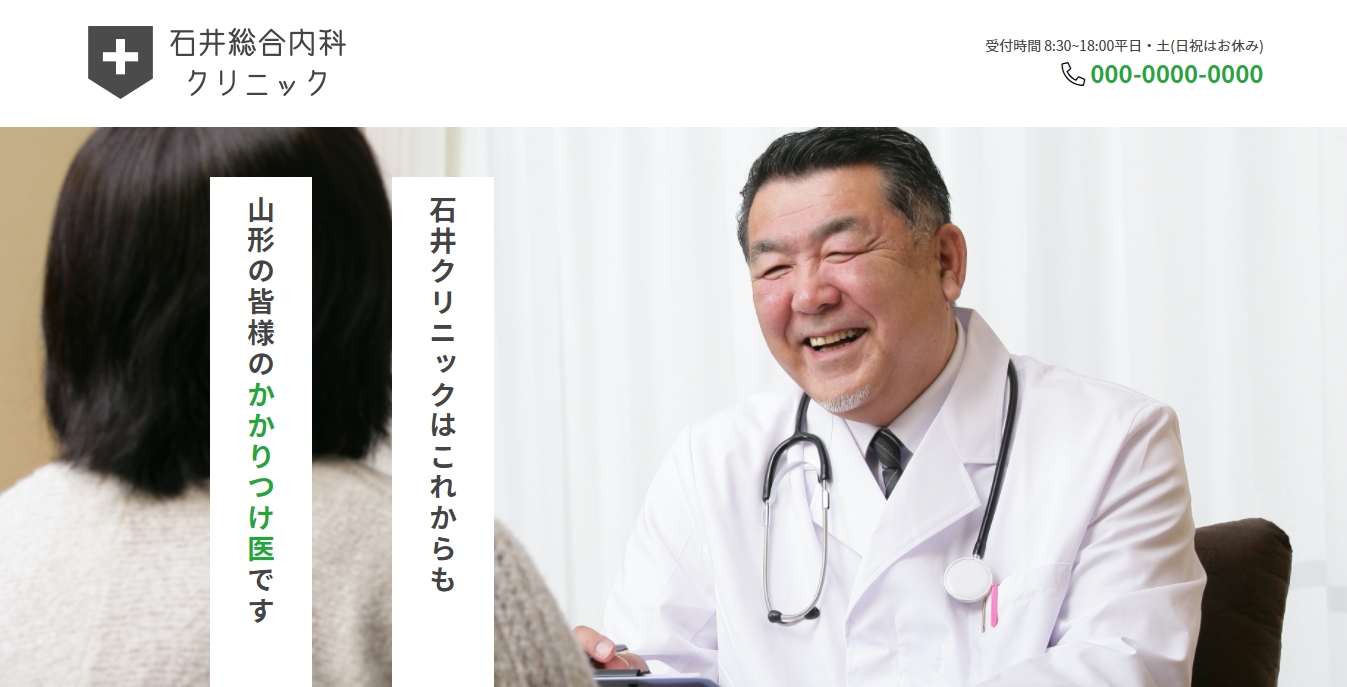 石井総合内科
クリニック
受付時間 8:30~18:00平日・土(日祝はお休み)
000-0000-0000
石井クリニックはこれからも
山形の皆様のかかりつけ医です